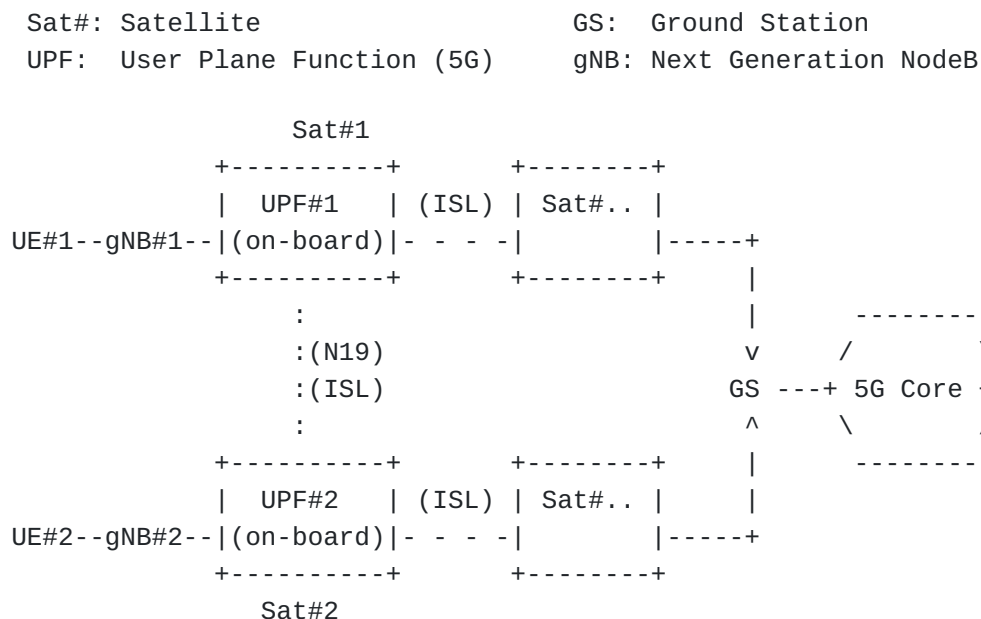 Sat#: Satellite                    GS:  Ground Station
UPF:  User Plane Function (5G)     gNB: Next Generation NodeB
Sat#1
+----------+       +--------+
|  UPF#1   | (ISL) | Sat#.. |
UE#1--gNB#1--|(on-board)|- - - -|        |-----+
+----------+       +--------+     |
:                            |      --------
:(N19)                       v     /        \
:(ISL)                      GS ---+ 5G Core
:                            ^     \        /
+----------+       +--------+     |      --------
|  UPF#2   | (ISL) | Sat#.. |     |
UE#2--gNB#2--|(on-board)|- - - -|        |-----+
+----------+       +--------+
Sat#2